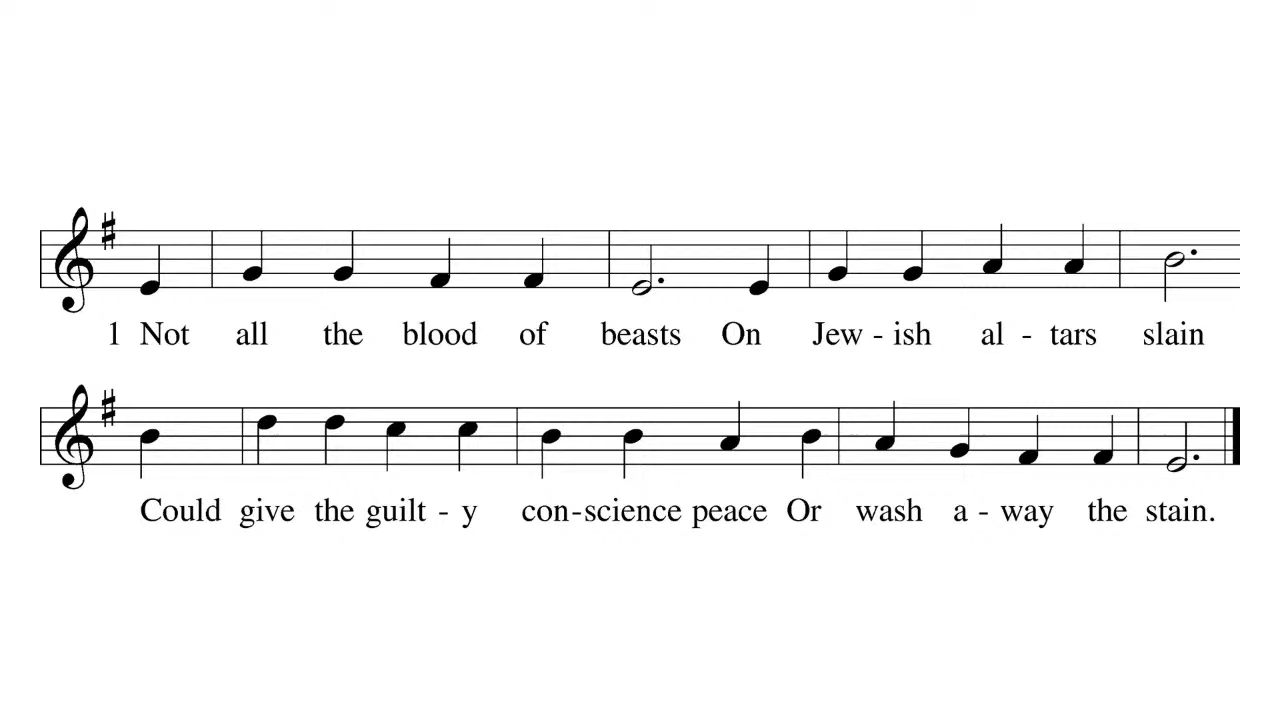 1 Not all the blood of beasts On Jew - ish al - tars slain
Could give the guilt - y con - science peace Or wash a - way the stain.